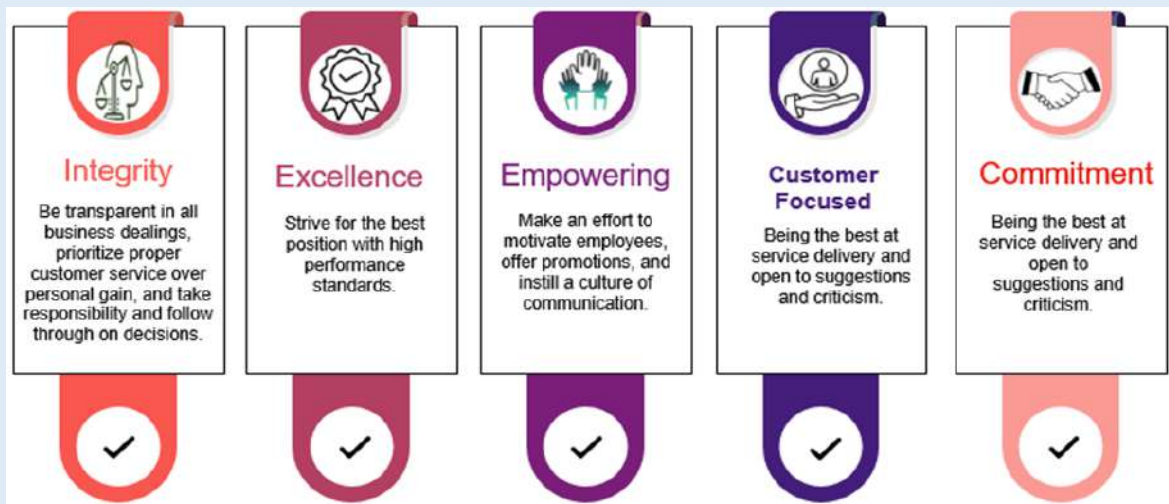 Integrity
Be transparent in all
business dealings,
prioritize proper
customer service over
personal gain, and take
responsibility and follow
through on decisions.
Excellence
Strive for the best
position with high
performance
standards.
Empowering
Make an effort to
motivate employees,
offer promotions, and
instill a culture of
communication.
Customer
Focused
Being the best at
service delivery and
open to suggestions
and criticism.
Commitment
Being the best at
service delivery and
open to
suggestions and
criticism.